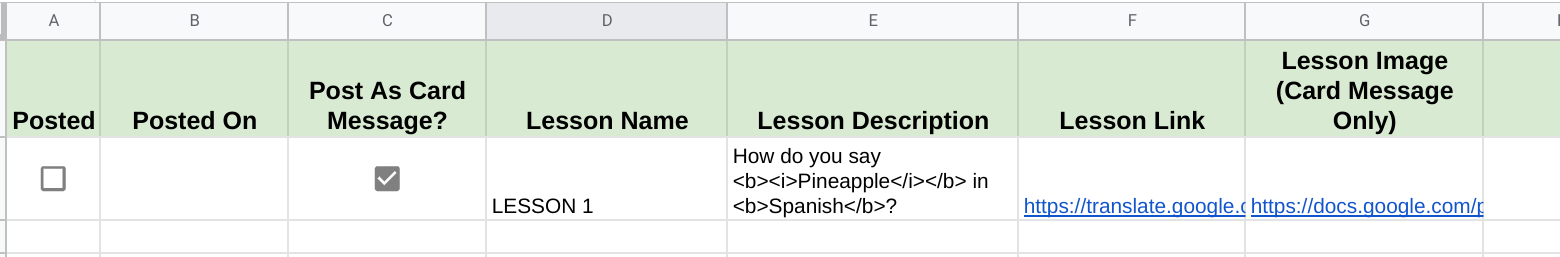 A B C D E F G
Posted
Posted On
Post As Card
Message?
Lesson Name
Lesson Description
Lesson Link
Lesson Image
(Card Message
Only)
LESSON 1
How do you say
<b><i>Pineapple</i></b> in
<b>Spanish</b>?
https://translate.google.c
https://docs.google.com/p